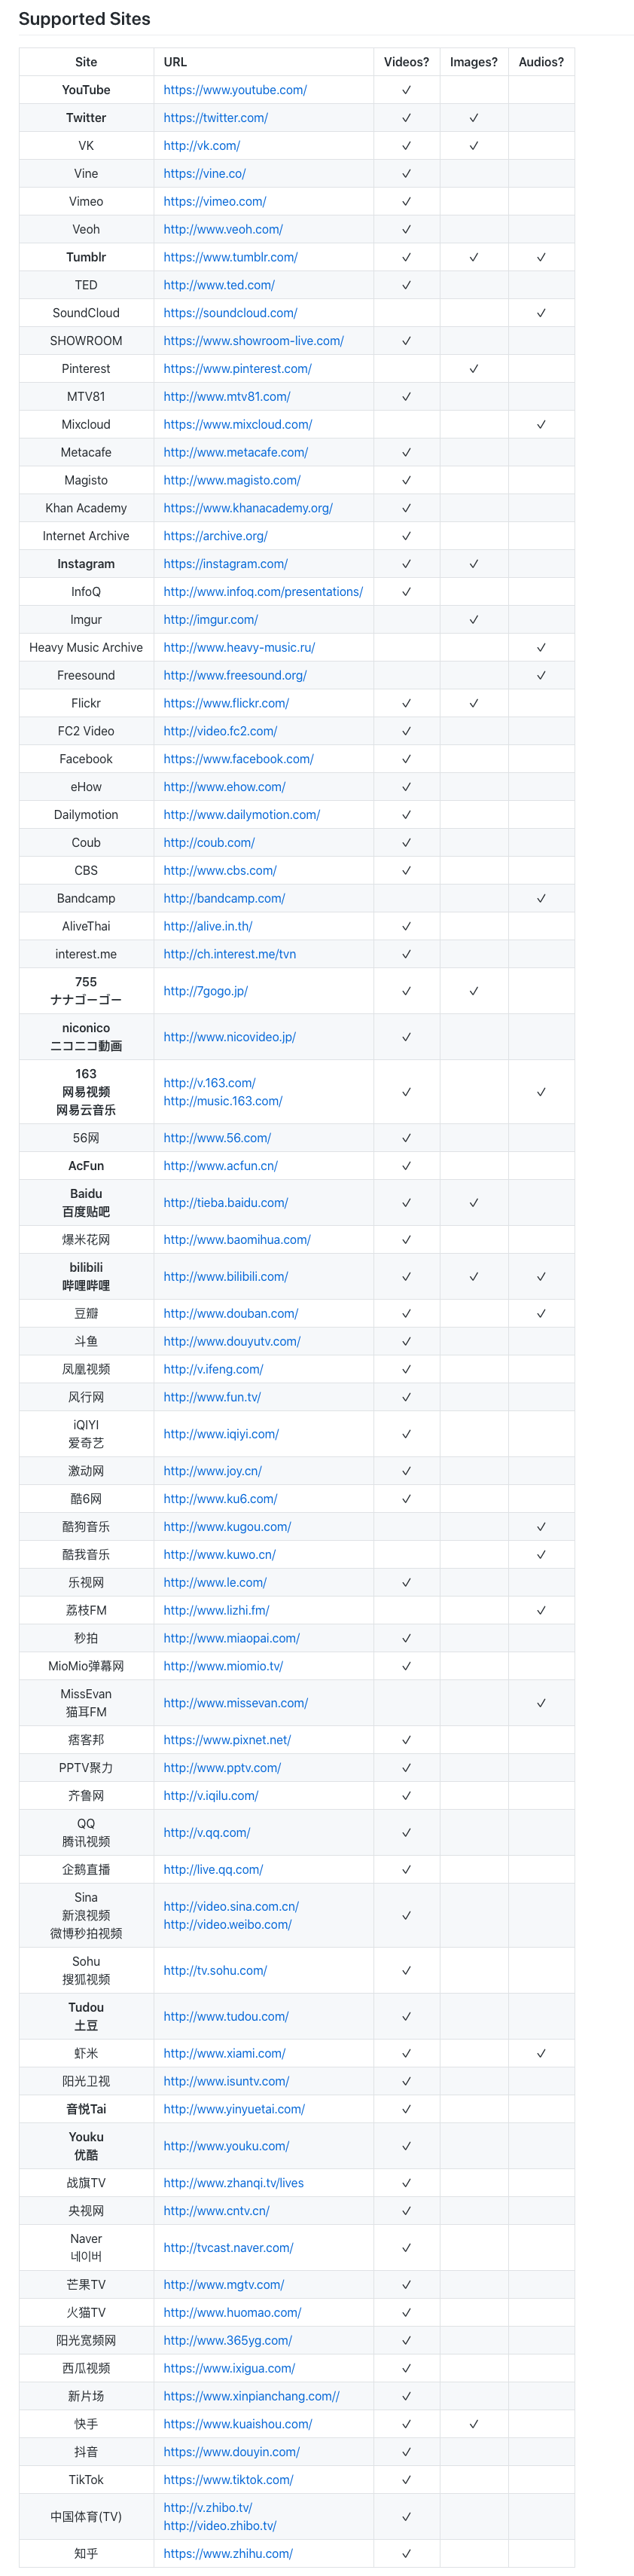 Supported Sites
Site URL Videos? Images? Audios?
YouTube https://www.youtube.com/ ✓
Twitter https://twitter.com/ ✓ ✓
VK http://vk.com/ ✓ ✓
Vine https://vine.co/ ✓
Vimeo https://vimeo.com/ ✓
Veoh http://www.veoh.com/ ✓
Tumblr https://www.tumblr.com/ ✓ ✓ ✓
TED http://www.ted.com/ ✓
SoundCloud https://soundcloud.com/ ✓
SHOWROOM https://www.showroom-live.com/ ✓
Pinterest https://www.pinterest.com/ ✓
MTV81 http://www.mtv81.com/ ✓
Mixcloud https://www.mixcloud.com/ ✓
Metacafe http://www.metacafe.com/ ✓
Magisto http://www.magisto.com/ ✓
Khan Academy https://www.khanacademy.org/ ✓
Internet Archive https://archive.org/ ✓
Instagram https://instagram.com/ ✓ ✓
InfoQ http://www.infoq.com/presentations/ ✓
Imgur http://imgur.com/ ✓
Heavy Music Archive http://www.heavy-music.ru/ ✓
Freesound http://www.freesound.org/ ✓
Flickr https://www.flickr.com/ ✓ ✓
FC2 Video http://video.fc2.com/ ✓
Facebook https://www.facebook.com/ ✓
eHow http://www.ehow.com/ ✓
Dailymotion http://www.dailymotion.com/ ✓
Coub http://coub.com/ ✓
CBS http://www.cbs.com/ ✓
Bandcamp http://bandcamp.com/ ✓
AliveThai http://alive.in.th/ ✓
interest.me http://ch.interest.me/tvn ✓
755
ナナゴーゴー http://7gogo.jp/ ✓ ✓
niconico
ニコニコ動画 http://www.nicovideo.jp/ ✓
163
网易视频
网易云音乐 http://v.163.com/
http://music.163.com/ ✓ ✓
56网 http://www.56.com/ ✓
AcFun http://www.acfun.cn/ ✓
Baidu
百度贴吧 http://tieba.baidu.com/ ✓ ✓
爆米花网 http://www.baomihua.com/ ✓
bilibili
哔哩哔哩 http://www.bilibili.com/ ✓ ✓ ✓
豆瓣 http://www.douban.com/ ✓ ✓
斗鱼 http://www.douyutv.com/ ✓
凤凰视频 http://v.ifeng.com/ ✓
风行网 http://www.fun.tv/ ✓
iQIYI
爱奇艺 http://www.iqiyi.com/ ✓
激动网 http://www.joy.cn/ ✓
酷6网 http://www.ku6.com/ ✓
酷狗音乐 http://www.kugou.com/ ✓
酷我音乐 http://www.kuwo.cn/ ✓
乐视网 http://www.le.com/ ✓
荔枝FM http://www.lizhi.fm/ ✓
秒拍 http://www.miaopai.com/ ✓
MioMio弹幕网 http://www.miomio.tv/ ✓
MissEvan
猫耳FM http://www.missevan.com/ ✓
痞客邦 https://www.pixnet.net/ ✓
PPTV聚力 http://www.pptv.com/ ✓
齐鲁网 http://v.iqilu.com/ ✓
QQ
腾讯视频 http://v.qq.com/ ✓
企鹅直播 http://live.qq.com/ ✓
Sina
新浪视频
微博秒拍视频 http://video.sina.com.cn/
http://video.weibo.com/ ✓
Sohu
搜狐视频 http://tv.sohu.com/ ✓
Tudou
土豆 http://www.tudou.com/ ✓
虾米 http://www.xiami.com/ ✓ ✓
阳光卫视 http://www.isuntv.com/ ✓
音悦Tai http://www.yinyuetai.com/ ✓
Youku
优酷 http://www.youku.com/ ✓
战旗TV http://www.zhanqi.tv/lives ✓
央视网 http://www.cntv.cn/ ✓
Naver
네이버 http://tvcast.naver.com/ ✓
芒果TV http://www.mgtv.com/ ✓
火猫TV http://www.huomao.com/ ✓
阳光宽频网 http://www.365yg.com/ ✓
西瓜视频 https://www.ixigua.com/ ✓
新片场 https://www.xinpianchang.com// ✓
快手 https://www.kuaishou.com/ ✓ ✓
抖音 https://www.douyin.com/ ✓
TikTok https://www.tiktok.com/ ✓
中国体育(TV) http://v.zhibo.tv/
http://video.zhibo.tv/ ✓
知乎 https://www.zhihu.com/ ✓